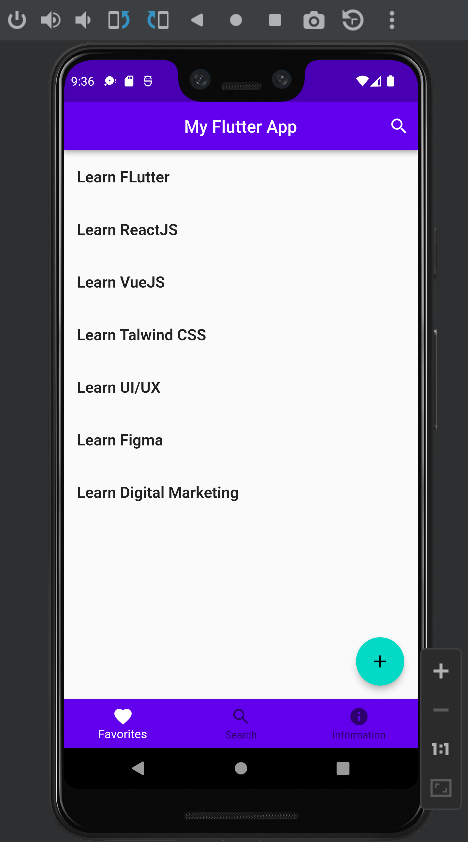 9:36
My Flutter App
Learn FLutter
Learn ReactJS
Learn VueJS
Learn Talwind CSS
Learn UI/UX
Learn Figma
Learn Digital Marketing
Favorites
Search
Information
1:1